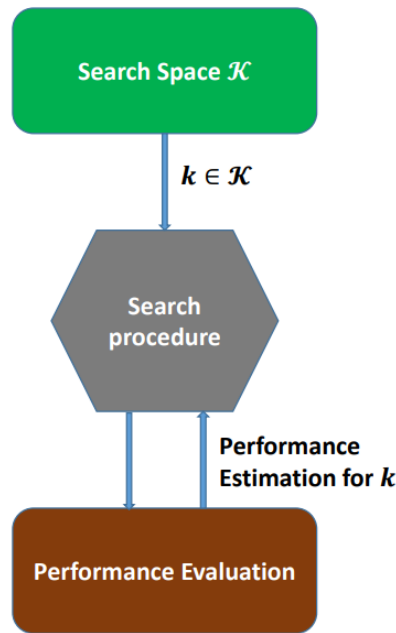 Search Space 𝒦
k ∈ 𝒦
Search
procedure
Performance
Estimation for k
Performance Evaluation